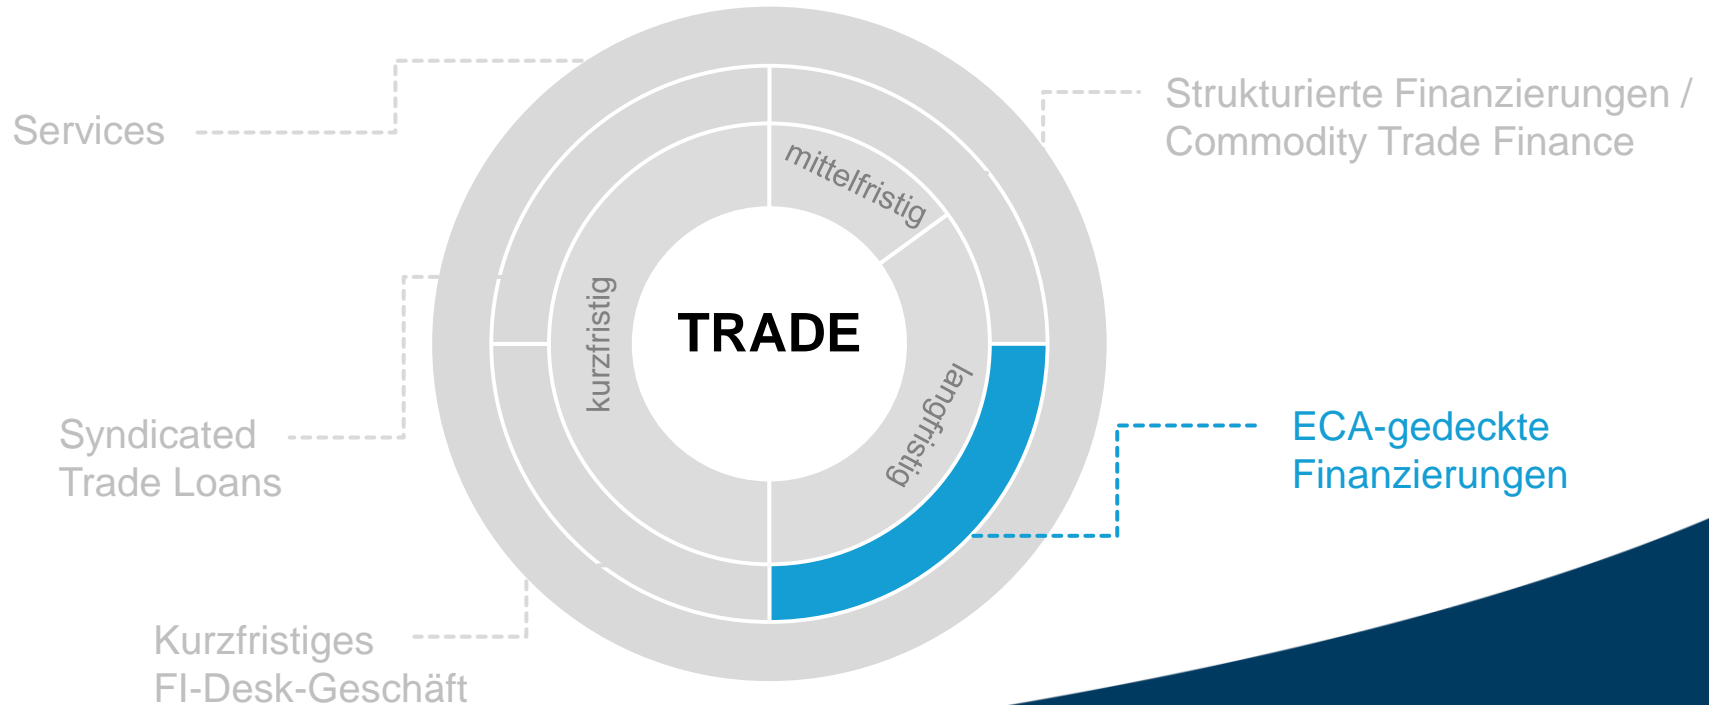 Services
Strukturierte Finanzierungen /
Commodity Trade Finance
mittelfristig
kurzfristig
TRADE
langfristig
Syndicated
Trade Loans
ECA-gedeckte
Finanzierungen
Kurzfristiges
FI-Desk-Geschäft